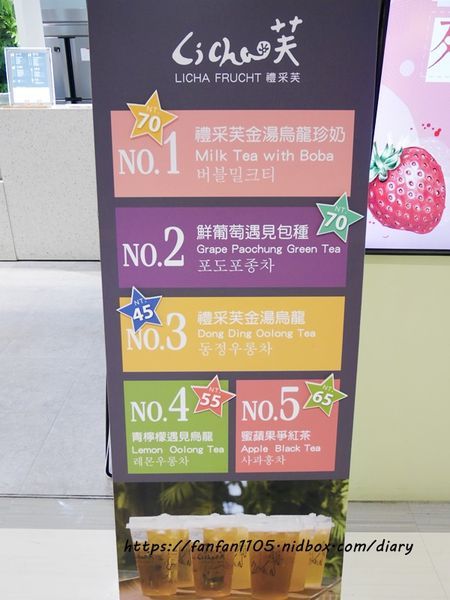 Licha芙
LICHA FRUCHT 禮采芙
NT. 70
NO.1
禮采芙金湯烏龍珍奶
Milk Tea with Boba
버블밀크티
NO.2
鮮葡萄遇見包種
Grape Paochung Green Tea
포도포종차
NT. 70
NT. 45
NO.3
禮采芙金湯烏龍
Dong Ding Oolong Tea
동정우롱차
NO.4
NT. 55
青檸檬遇見烏龍
Lemon Oolong Tea
레몬우롱차
NO.5
NT. 65
蜜蘋果爭紅茶
Apple Black Tea
사과홍차
https://fanfan1105.nidbox.com/diary